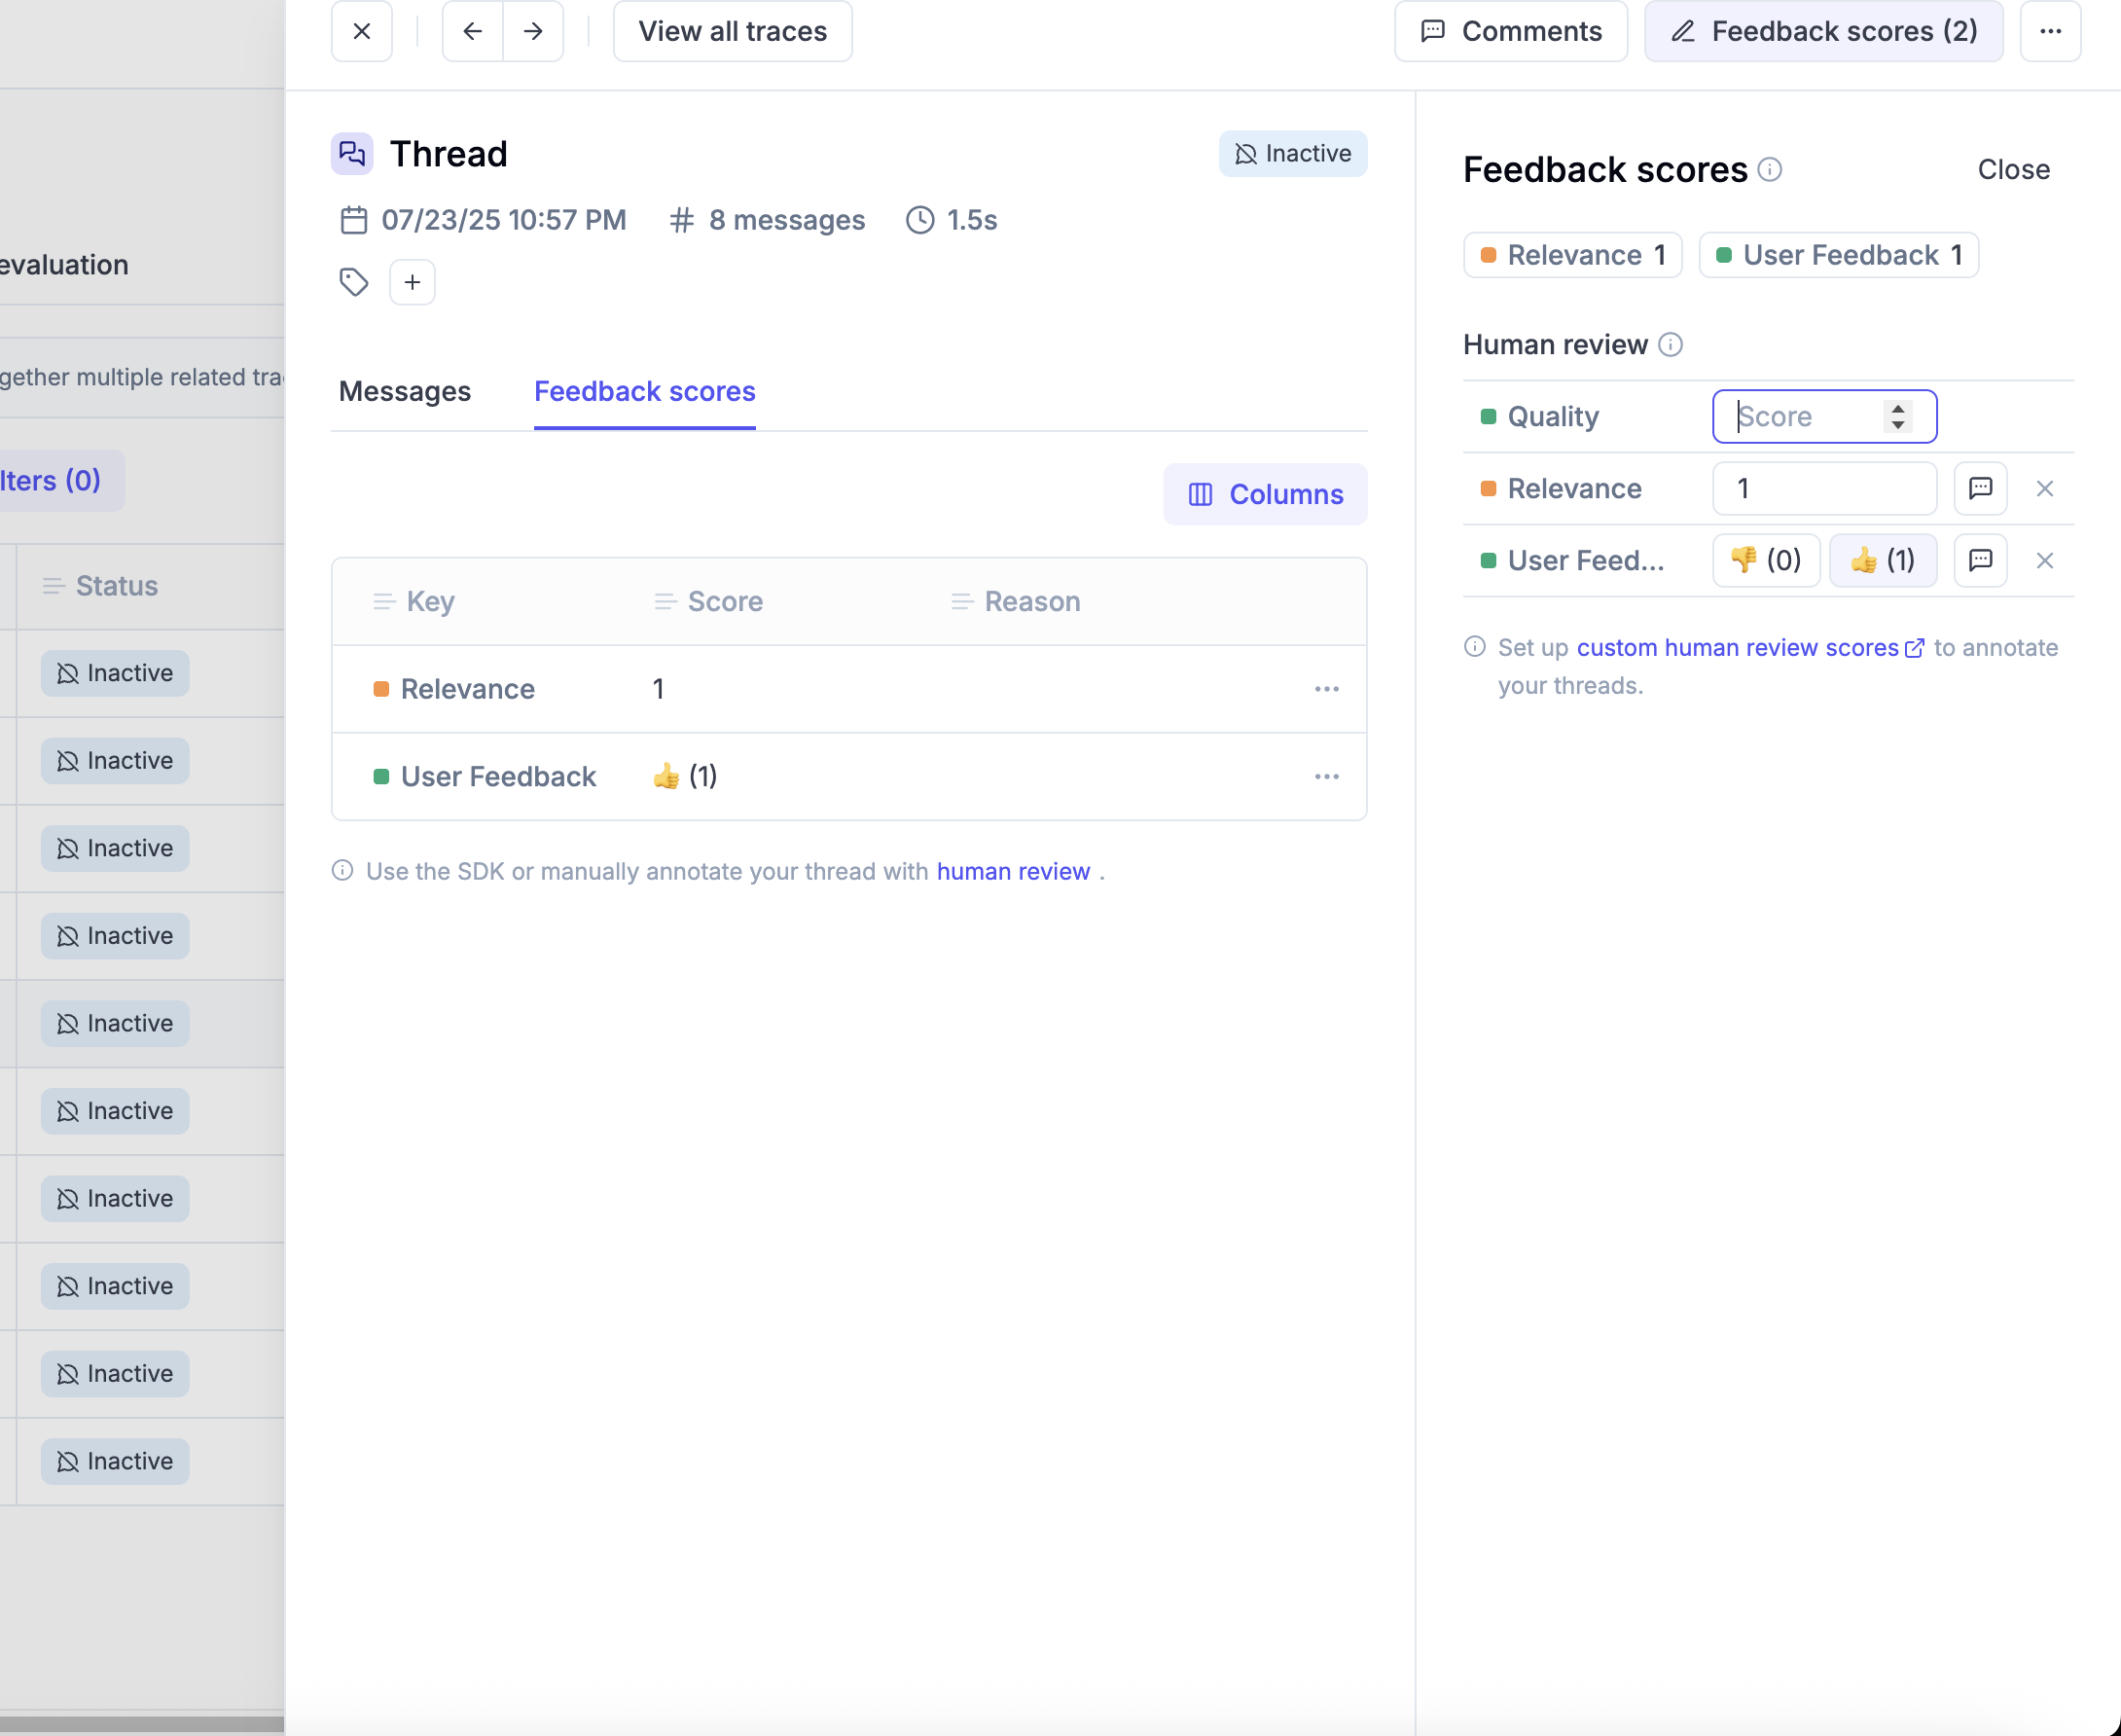 View all traces
Comments
Feedback scores (2)
Thread
Inactive
07/23/25 10:57 PM
8 messages
1.5s
Messages
Feedback scores
Columns
Key
Score
Reason
Relevance
1
User Feedback
👍 (1)
Use the SDK or manually annotate your thread with human review .
Feedback scores
Close
Relevance 1
User Feedback 1
Human review
Quality
Score
Relevance
1
User Feed...
👎 (0)
👍 (1)
Set up custom human review scores to annotate
your threads.
evaluation
gether multiple related tra
lters (0)
Status
Inactive
Inactive
Inactive
Inactive
Inactive
Inactive
Inactive
Inactive
Inactive
Inactive